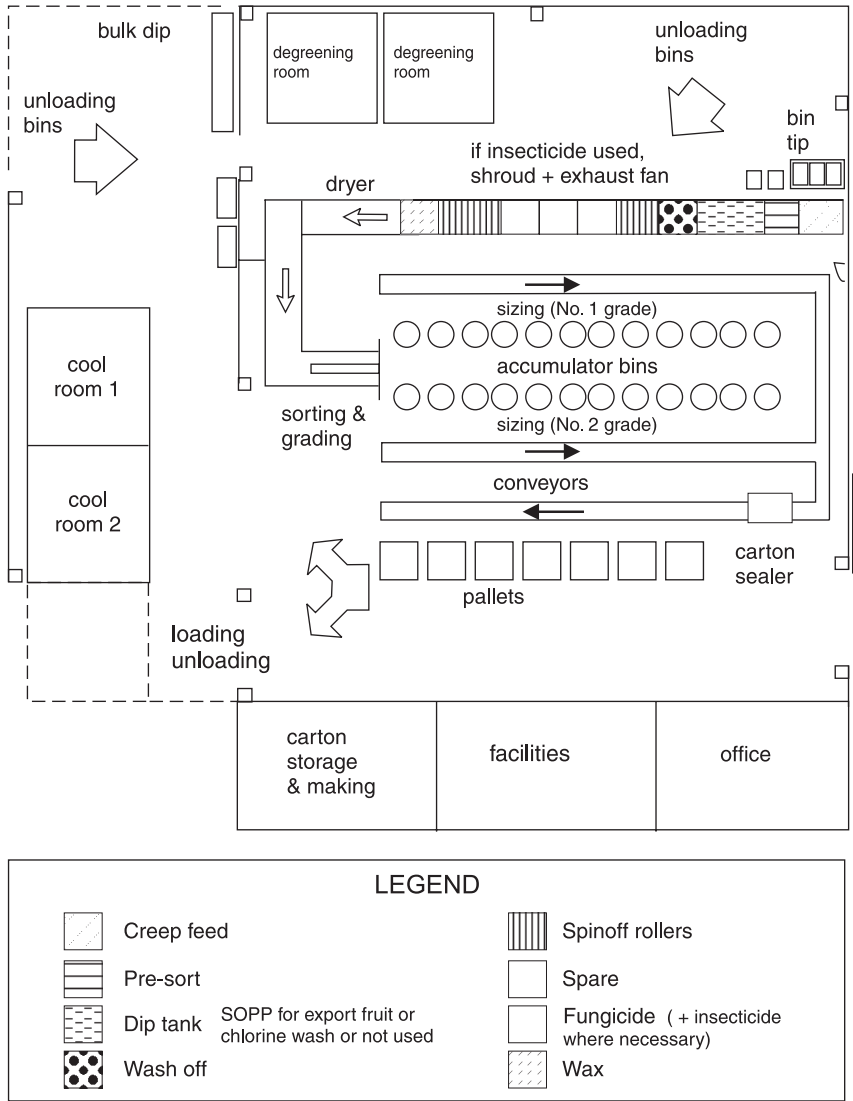 bulk dip
degreening
room
degreening
room
unloading
bins
unloading
bins
bin
tip
if insecticide used,
shroud + exhaust fan
dryer
sizing (No. 1 grade)
accumulator bins
sizing (No. 2 grade)
sorting &
grading
cool
room 1
cool
room 2
conveyors
carton
sealer
pallets
loading
unloading
carton
storage
& making
facilities
office
LEGEND
Creep feed
Pre-sort
Dip tank SOPP for export fruit or
chlorine wash or not used
Wash off
Spinoff rollers
Spare
Fungicide ( + insecticide
where necessary)
Wax